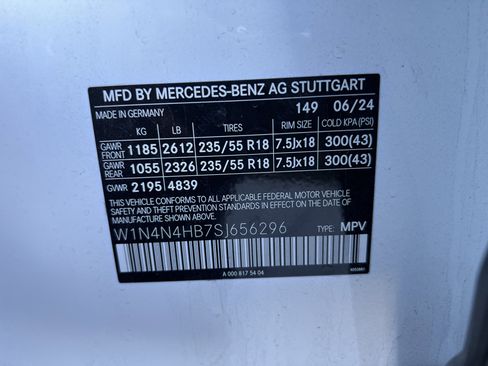 MFD BY MERCEDES-BENZ AG STUTTGART
MADE IN GERMANY 149 06/24
KG LB TIRES RIM SIZE COLD KPA(PSI)
GAWR FRONT 1185 2612 235/55 R18 7.5Jx18 300(43)
GAWR REAR 1055 2326 235/55 R18 7.5Jx18 300(43)
GVWR 2195 4839
THIS VEHICLE CONFORMS TO ALL APPLICABLE FEDERAL MOTOR VEHICLE
SAFETY, BUMPER, AND THEFT PREVENTION STANDARDS IN
EFFECT ON THE DATE OF MANUFACTURE SHOWN ABOVE.
W1N4N4HB7SJ656296 TYPE: MPV
A 000 817 54 04